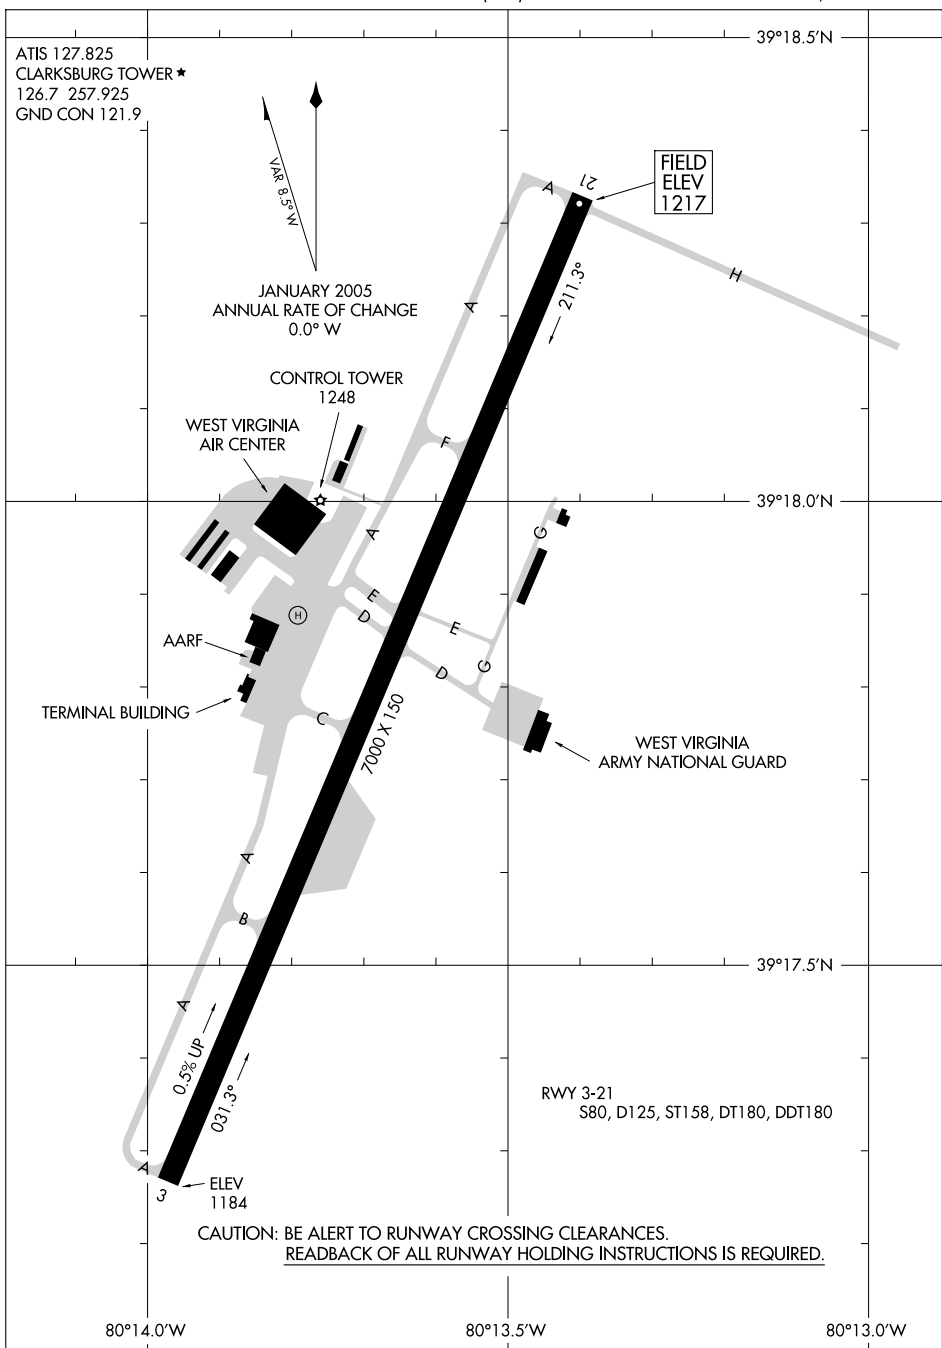 39°18.5'N
ATIS 127.825
CLARKSBURG TOWER ★
126.7 257.925
GND CON 121.9
VAR 8.5° W
JANUARY 2005
ANNUAL RATE OF CHANGE
0.0° W
FIELD
ELEV
1217
21
A
H
A
211.3°
CONTROL TOWER
1248
WEST VIRGINIA
AIR CENTER
F
39°18.0'N
A
G
E
D
H
E
AARF
G
D
TERMINAL BUILDING
C
7000 X 150
WEST VIRGINIA
ARMY NATIONAL GUARD
A
B
39°17.5'N
A
0.5% UP
031.3°
RWY 3-21
S80, D125, ST158, DT180, DDT180
A
3
ELEV
1184
CAUTION: BE ALERT TO RUNWAY CROSSING CLEARANCES.
READBACK OF ALL RUNWAY HOLDING INSTRUCTIONS IS REQUIRED.
80°14.0'W
80°13.5'W
80°13.0'W